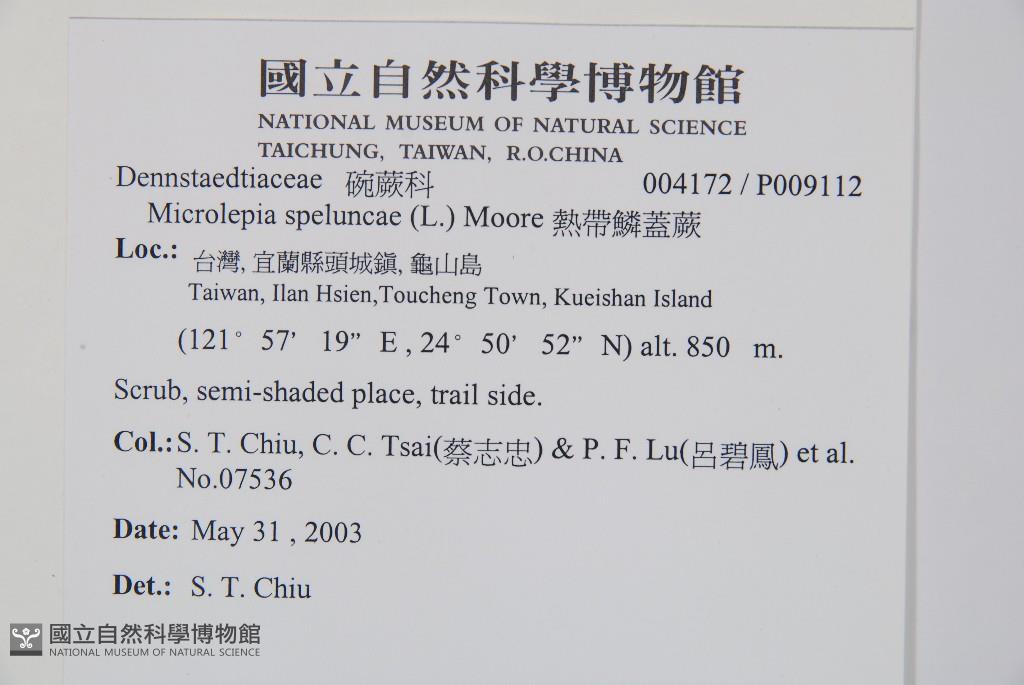 國立自然科學博物館
NATIONAL MUSEUM OF NATURAL SCIENCE
TAICHUNG, TAIWAN, R.O.CHINA
Dennstaedtiaceae 碗蕨科 004172 / P009112
Microlepia speluncae (L.) Moore 熱帶鱗蓋蕨
Loc.: 台灣, 宜蘭縣頭城鎮, 龜山島
Taiwan, Ilan Hsien,Toucheng Town, Kueishan Island
(121° 57’ 19” E , 24° 50’ 52” N) alt. 850 m.
Scrub, semi-shaded place, trail side.
Col.: S. T. Chiu, C. C. Tsai(蔡志忠) & P. F. Lu(呂碧鳳) et al.
No.07536
Date: May 31 , 2003
Det.: S. T. Chiu
國立自然科學博物館
NATIONAL MUSEUM OF NATURAL SCIENCE